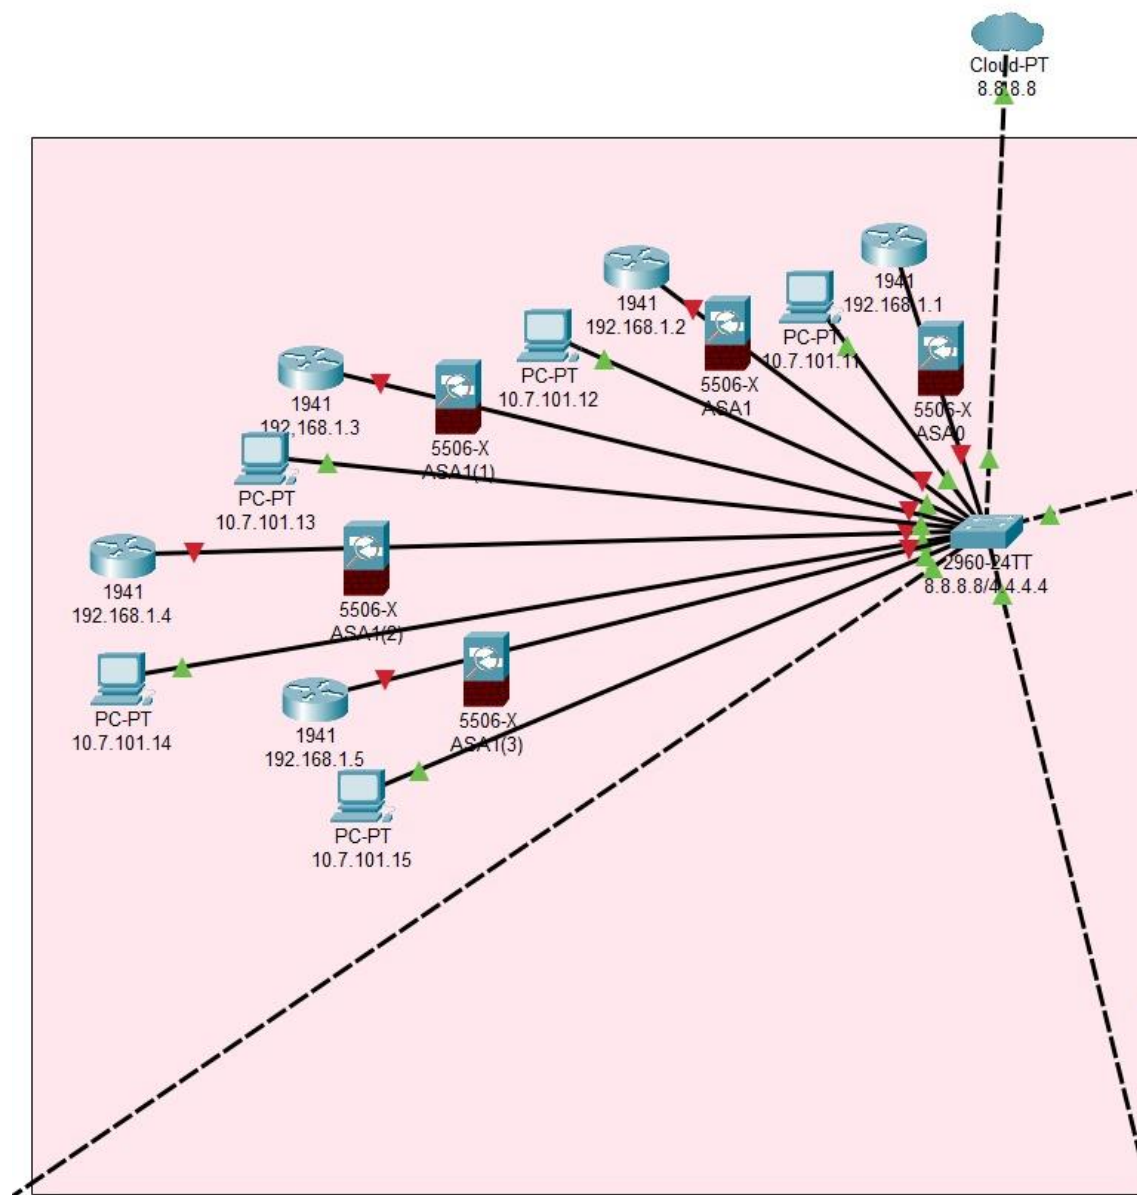 Cloud-PT
8.8.8.8
1941
192.168.1.1
1941
192.168.1.2
PC-PT
10.7.101.11
5506-X
ASA0
5506-X
ASA1
PC-PT
10.7.101.12
1941
192,168.1.3
5506-X
ASA1(1)
PC-PT
10.7.101.13
2960-24TT
8.8.8.8/4.4.4.4
1941
192.168.1.4
5506-X
ASA1(2)
PC-PT
10.7.101.14
1941
192.168.1.5
5506-X
ASA1(3)
PC-PT
10.7.101.15